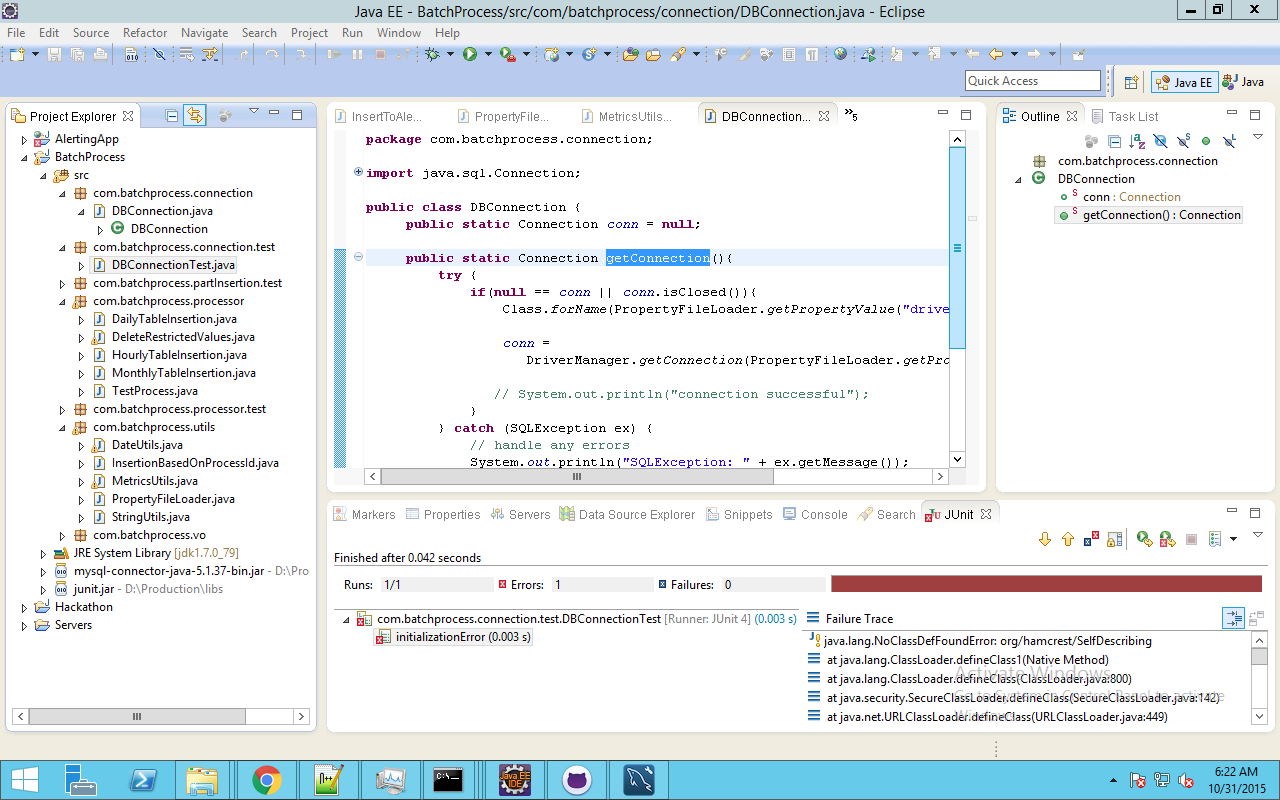 Java EE - BatchProcess/src/com/batchprocess/connection/DBConnection.java - Eclipse
File Edit Source Refactor Navigate Search Project Run Window Help
Quick Access
Java EE
Java
Project Explorer
AlertingApp
BatchProcess
src
com.batchprocess.connection
DBConnection.java
DBConnection
com.batchprocess.connection.test
DBConnectionTest.java
com.batchprocess.partInsertion.test
com.batchprocess.processor
DailyTableInsertion.java
DeleteRestrictedValues.java
HourlyTableInsertion.java
MonthlyTableInsertion.java
TestProcess.java
com.batchprocess.processor.test
com.batchprocess.utils
DateUtils.java
InsertionBasedOnProcessId.java
MetricsUtils.java
PropertyFileLoader.java
StringUtils.java
com.batchprocess.vo
JRE System Library [jdk1.7.0_79]
mysql-connector-java-5.1.37-bin.jar - D:\Pro
junit.jar - D:\Production\libs
Hackathon
Servers
InsertToAle... PropertyFile... MetricsUtils... DBConnection... »5
package com.batchprocess.connection;
import java.sql.Connection;
public class DBConnection {
public static Connection conn = null;
public static Connection getConnection(){
try {
if(null == conn || conn.isClosed()){
Class.forName(PropertyFileLoader.getPropertyValue("drive
conn =
DriverManager.getConnection(PropertyFileLoader.getPro
// System.out.println("connection successful");
}
} catch (SQLException ex) {
// handle any errors
System.out.println("SQLException: " + ex.getMessage());
Outline Task List
com.batchprocess.connection
DBConnection
conn : Connection
getConnection() : Connection
Markers Properties Servers Data Source Explorer Snippets Console Search JUnit
Finished after 0.042 seconds
Runs: 1/1 Errors: 1 Failures: 0
com.batchprocess.connection.test.DBConnectionTest [Runner: JUnit 4] (0.003 s)
initializationError (0.003 s)
Failure Trace
java.lang.NoClassDefFoundError: org/hamcrest/SelfDescribing
at java.lang.ClassLoader.defineClass1(Native Method)
at java.lang.ClassLoader.defineClass(ClassLoader.java:800)
at java.security.SecureClassLoader.defineClass(SecureClassLoader.java:142)
at java.net.URLClassLoader.defineClass(URLClassLoader.java:449)
Activate Windows
Go to System in Control Panel to activate
Windows.
6:22 AM
10/31/2015